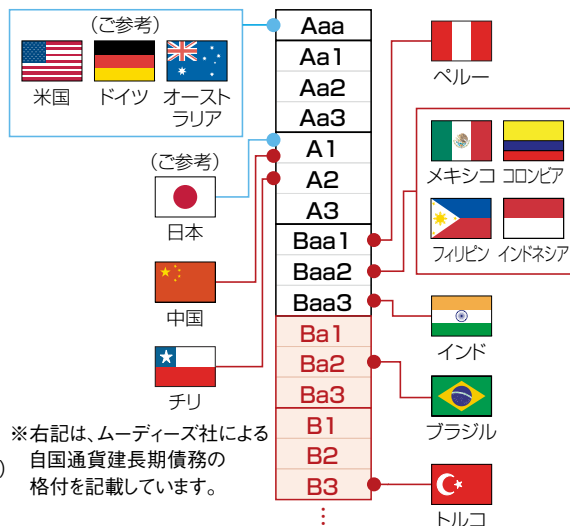 (ご参考)
米国
ドイツ
オースト
ラリア
(ご参考)
日本
中国
チリ
Aaa
Aa1
Aa2
Aa3
A1
A2
A3
Baa1
Baa2
Baa3
Ba1
Ba2
Ba3
B1
B2
B3
⋮
ペルー
メキシコ
コロンビア
フィリピン
インドネシア
インド
ブラジル
トルコ
※右記は、ムーディーズ社による
自国通貨建長期債務の
格付を記載しています。
)